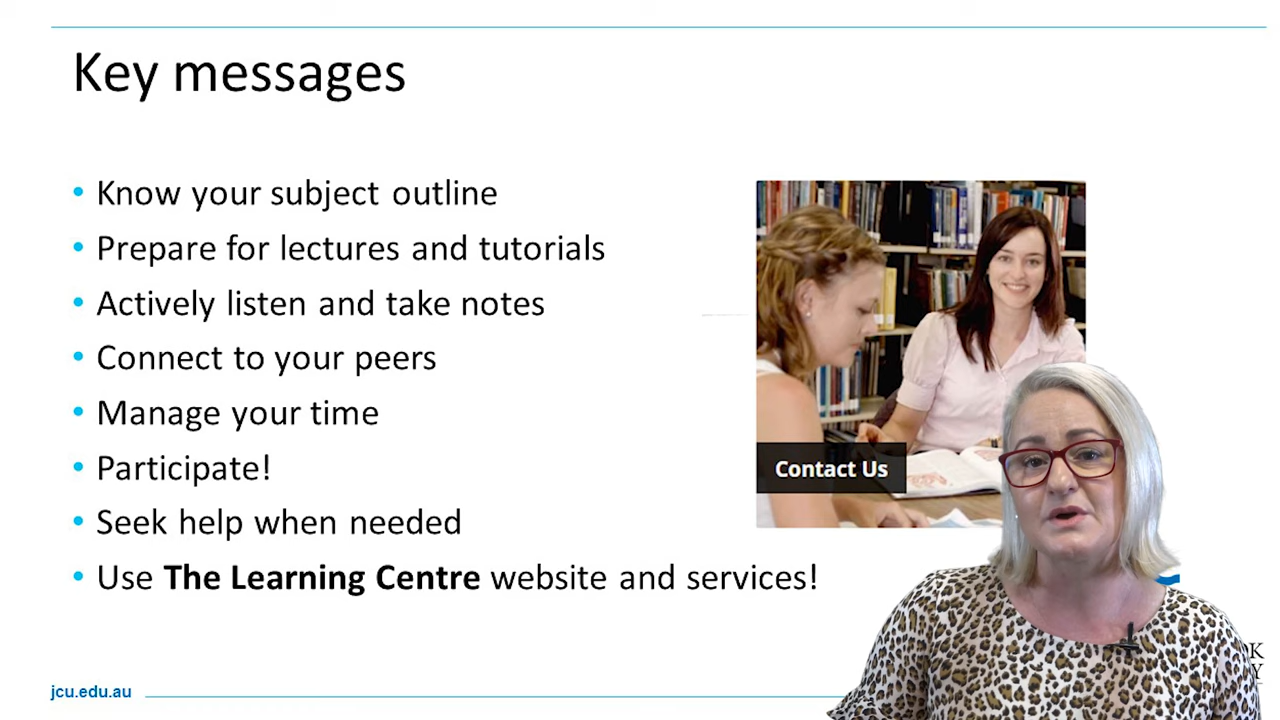 Key messages
• Know your subject outline
• Prepare for lectures and tutorials
• Actively listen and take notes
• Connect to your peers
• Manage your time
• Participate!
• Seek help when needed
• Use The Learning Centre website and services!
Contact Us
jcu.edu.au